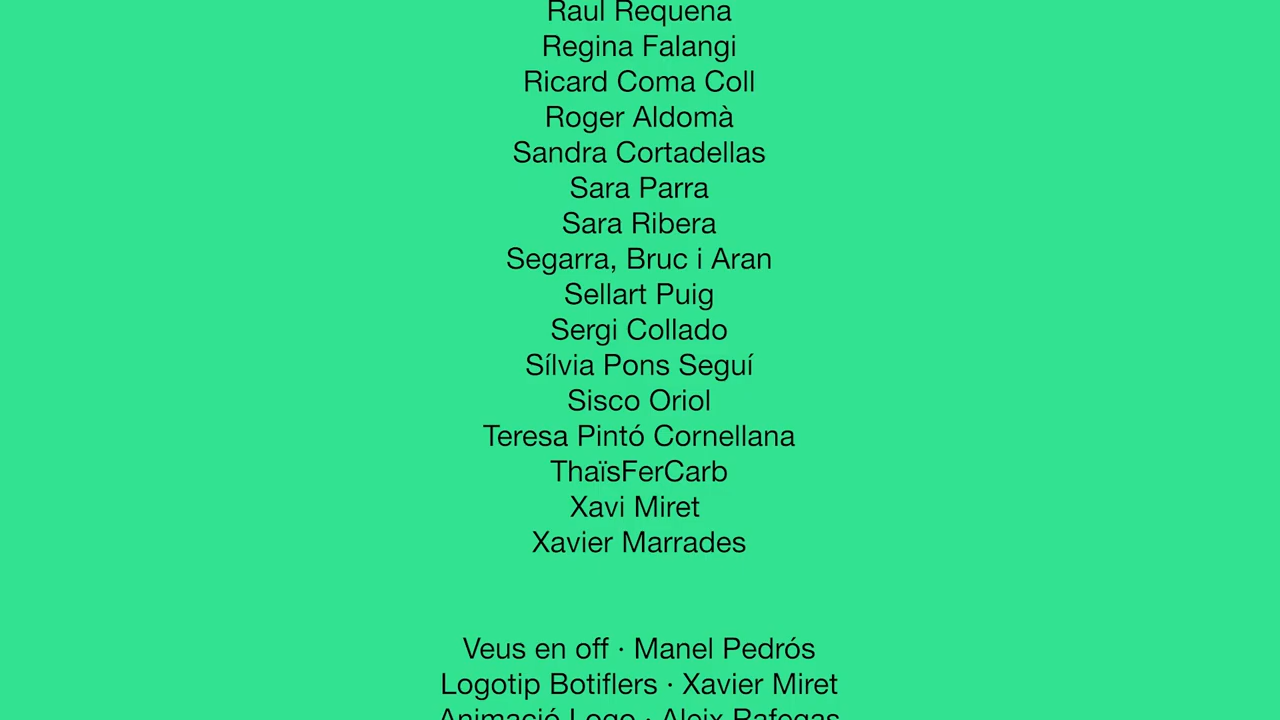 Raul Requena
Regina Falangi
Ricard Coma Coll
Roger Aldomà
Sandra Cortadellas
Sara Parra
Sara Ribera
Segarra, Bruc i Aran
Sellart Puig
Sergi Collado
Sílvia Pons Seguí
Sisco Oriol
Teresa Pintó Cornellana
ThaïsFerCarb
Xavi Miret
Xavier Marrades
Veus en off · Manel Pedrós
Logotip Botiflers · Xavier Miret
Animació Logo · Aleix Rafegas